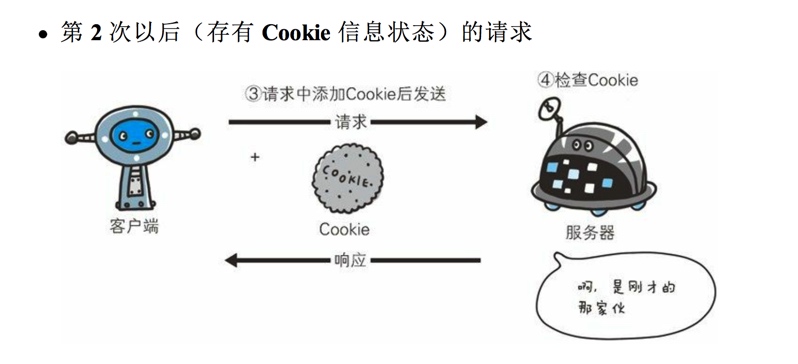 • 第 2 次以后（存有 Cookie 信息状态）的请求
③请求中添加Cookie后发送
④检查Cookie
请求
+
COOKIE
客户端
Cookie
服务器
响应
啊，是刚才的
那家伙